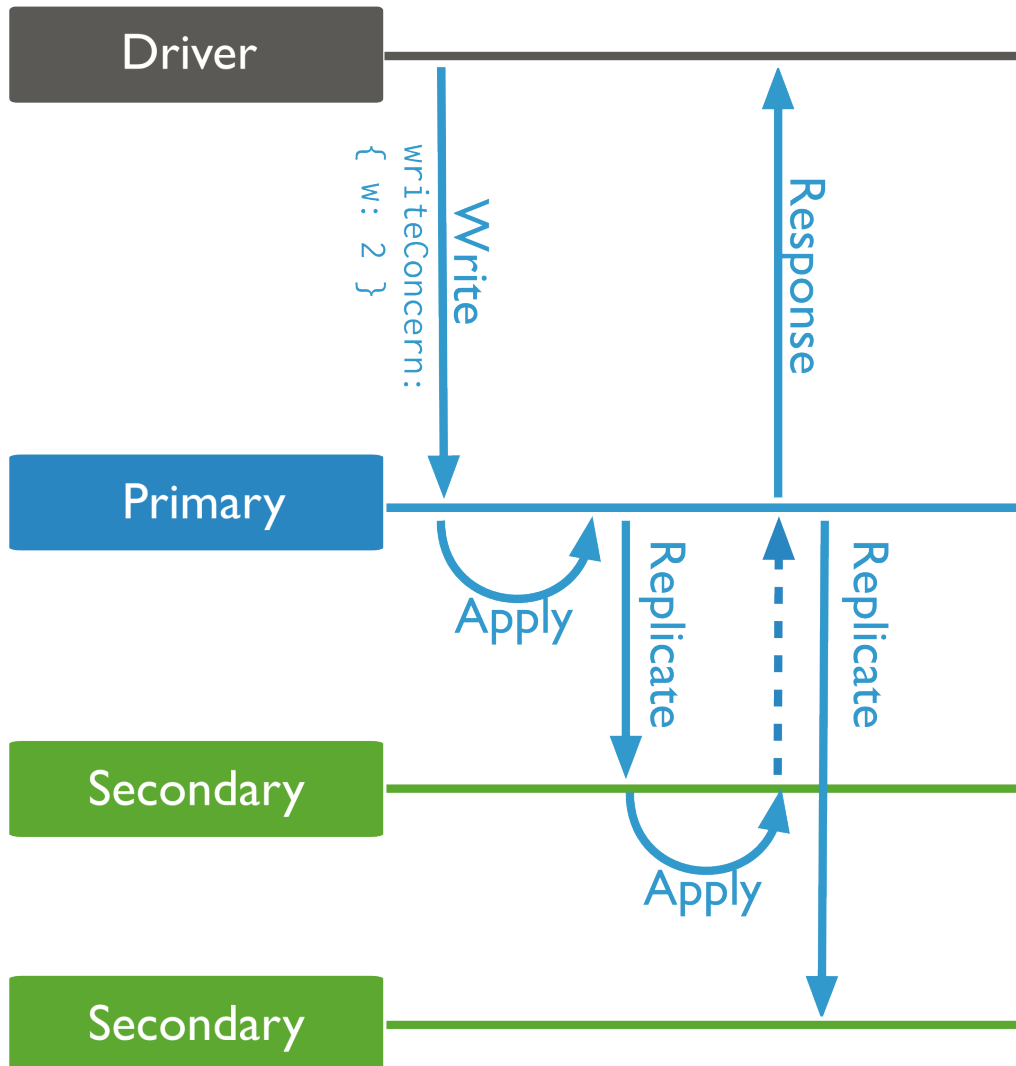 Driver
Write
writeConcern:
{ w: 2 }
Response
Primary
Apply
Replicate
Replicate
Secondary
Apply
Secondary